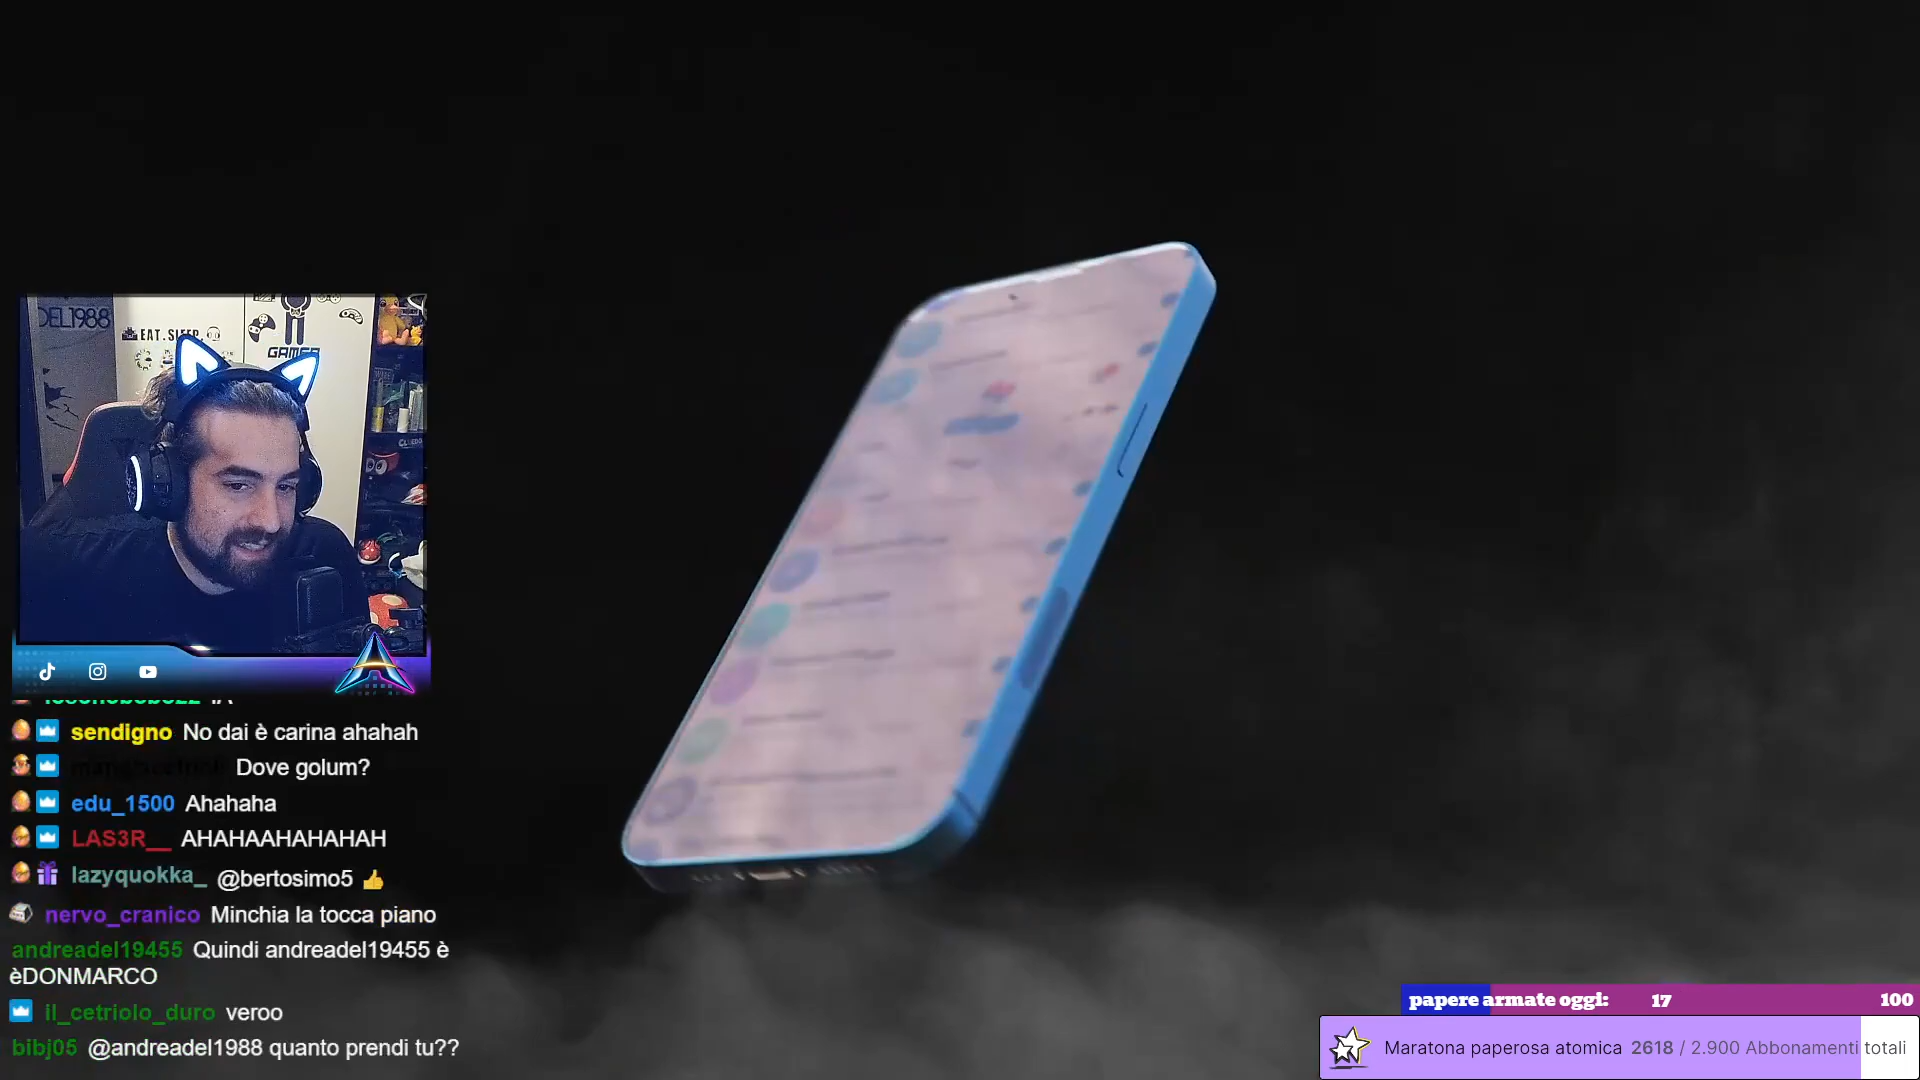 DEL1988
EAT.SLEEP.
GAMER
sendigno No dai è carina ahahah
Dove golum?
edu_1500 Ahahaha
LAS3R__ AHAHAAHAHAHAH
lazyquokka_ @bertosimo5 👍
nervo_cranico Minchia la tocca piano
andreadel19455 Quindi andreadel19455 è
èDONMARCO
il_cetriolo_duro veroo
bibj05 @andreadel1988 quanto prendi tu??
papere armate oggi: 17 100
Maratona paperosa atomica 2618 / 2.900 Abbonamenti totali